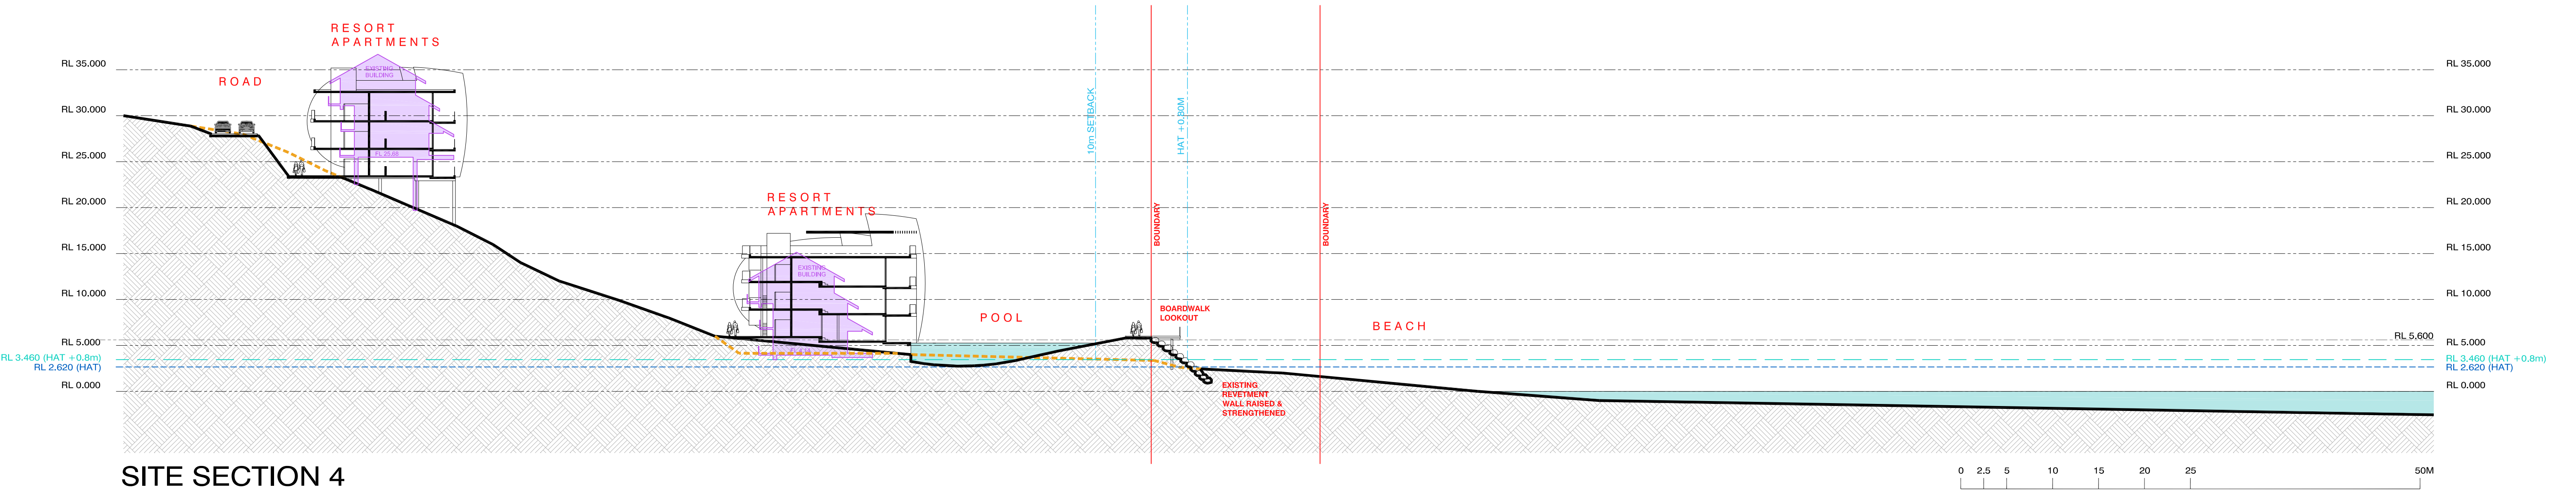 RESORT
APARTMENTS
ROAD
EXISTING
BUILDING
FL 25.68
RL 35.000
RL 30.000
RL 25.000
RL 20.000
RL 15.000
RL 10.000
RL 5.000
RL 3.460 (HAT +0.8m)
RL 2.620 (HAT)
RL 0.000
RESORT
APARTMENTS
EXISTING
BUILDING
POOL
10m SETBACK
BOUNDARY
HAT +0.80M
BOUNDARY
BOARDWALK
LOOKOUT
BEACH
EXISTING
REVETMENT
WALL RAISED &
STRENGTHENED
RL 35.000
RL 30.000
RL 25.000
RL 20.000
RL 15.000
RL 10.000
RL 5.600
RL 5.000
RL 3.460 (HAT +0.8m)
RL 2.620 (HAT)
RL 0.000
SITE SECTION 4
0 2.5 5 10 15 20 25 50M